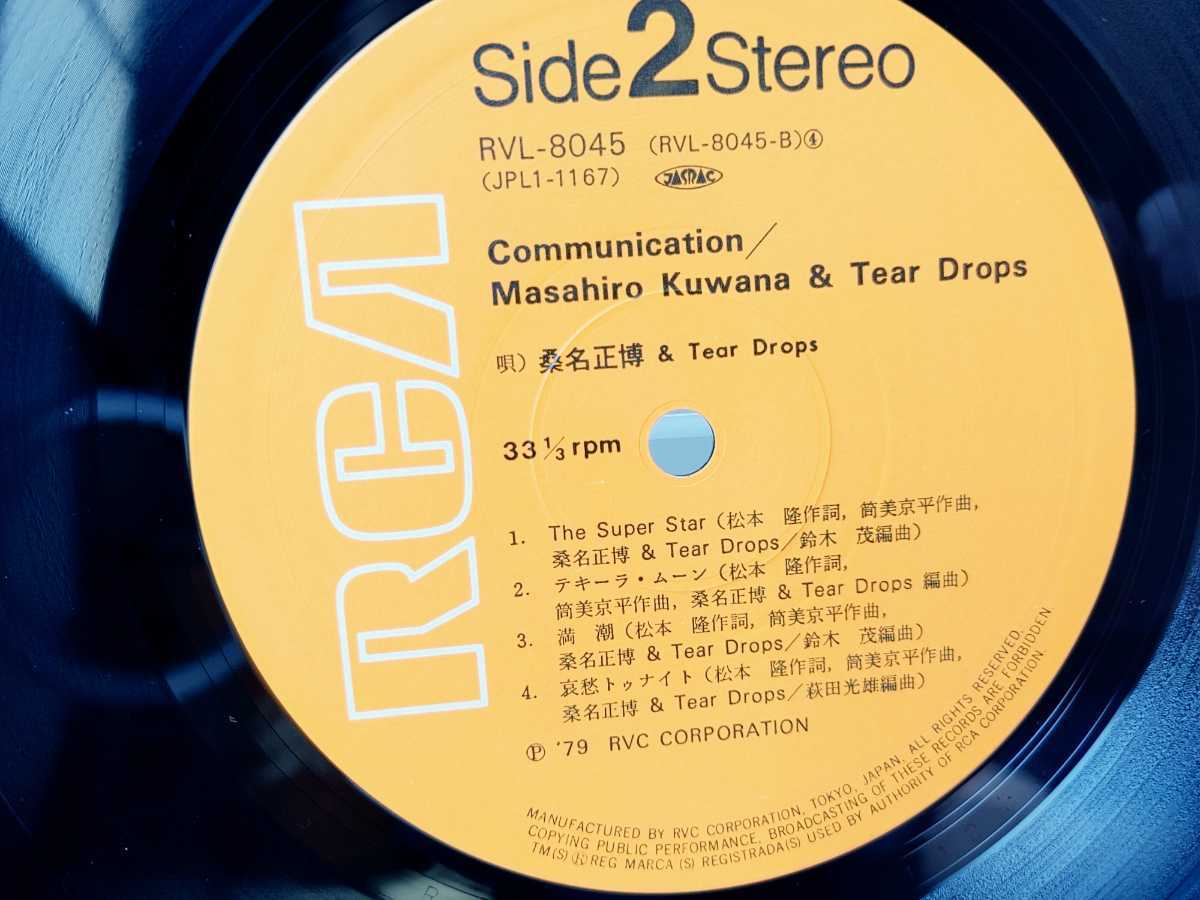 Side 2 Stereo
RVL-8045 (RVL-8045-B)④
(JPL1-1167) JASRAC
Communication/
Masahiro Kuwana & Tear Drops
唄) 桑名正博 & Tear Drops
33 1/3 rpm
RCA
1. The Super Star (松本 隆作詞, 筒美京平作曲,
桑名正博 & Tear Drops/鈴木 茂編曲)
2. テキーラ・ムーン (松本 隆作詞,
筒美京平作曲, 桑名正博 & Tear Drops 編曲)
3. 満 潮 (松本 隆作詞, 筒美京平作曲,
桑名正博 & Tear Drops/鈴木 茂編曲)
4. 哀愁トゥナイト (松本 隆作詞, 筒美京平作曲,
桑名正博 & Tear Drops/萩田光雄編曲)
Ⓟ '79 RVC CORPORATION
MANUFACTURED BY RVC CORPORATION, TOKYO, JAPAN, ALL RIGHTS RESERVED,
COPYING PUBLIC PERFORMANCE, BROADCASTING OF THESE RECORDS ARE FORBIDDEN.
TM(S) Ⓡ REG MARCA (S) REGISTRADA(S) USED BY AUTHORITY OF RCA CORPORATION.